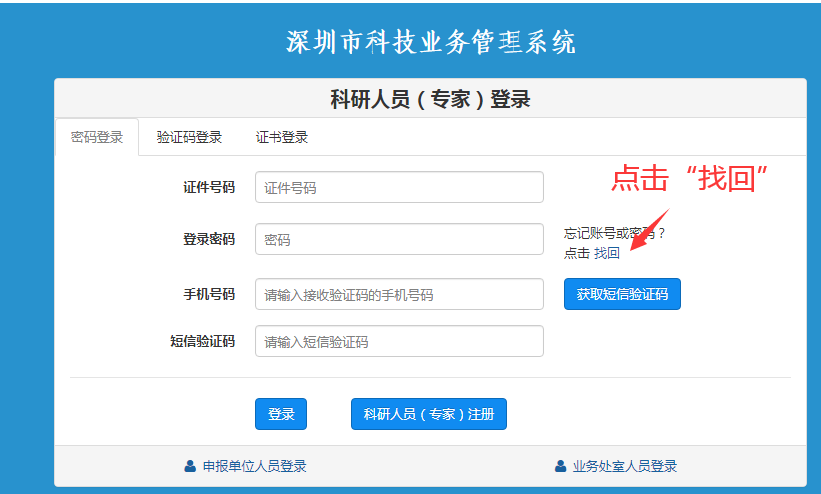 深圳市科技业务管理系统
科研人员（专家）登录
密码登录 验证码登录 证书登录
点击“找回”
证件号码 证件号码
登录密码 密码 忘记账号或密码？
点击 找回
手机号码 请输入接收验证码的手机号码 获取短信验证码
短信验证码 请输入短信验证码
登录 科研人员（专家）注册
申报单位人员登录 业务处室人员登录